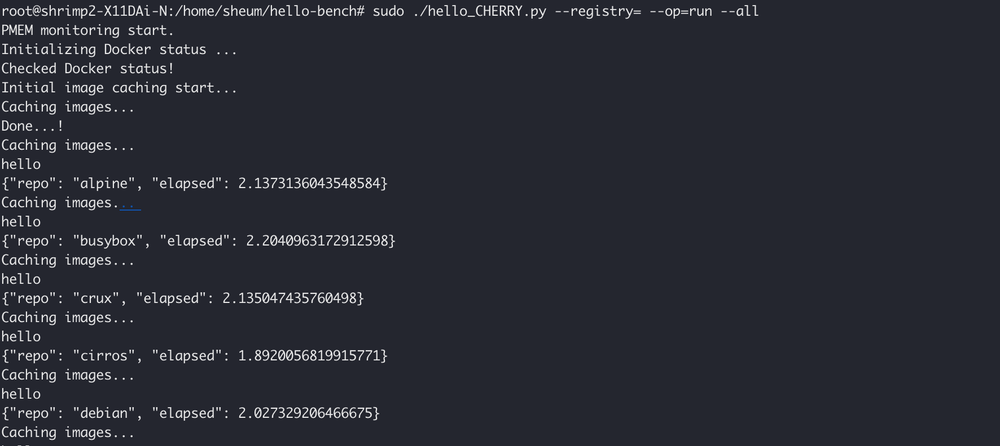 root@shrimp2-X11DAi-N:/home/sheum/hello-bench# sudo ./hello_CHERRY.py --registry= --op=run --all
PMEM monitoring start.
Initializing Docker status ...
Checked Docker status!
Initial image caching start...
Caching images...
Done...!
Caching images...
hello
{"repo": "alpine", "elapsed": 2.1373136043548584}
Caching images...
hello
{"repo": "busybox", "elapsed": 2.2040963172912598}
Caching images...
hello
{"repo": "crux", "elapsed": 2.135047435760498}
Caching images...
hello
{"repo": "cirros", "elapsed": 1.8920056819915771}
Caching images...
hello
{"repo": "debian", "elapsed": 2.027329206466675}
Caching images...